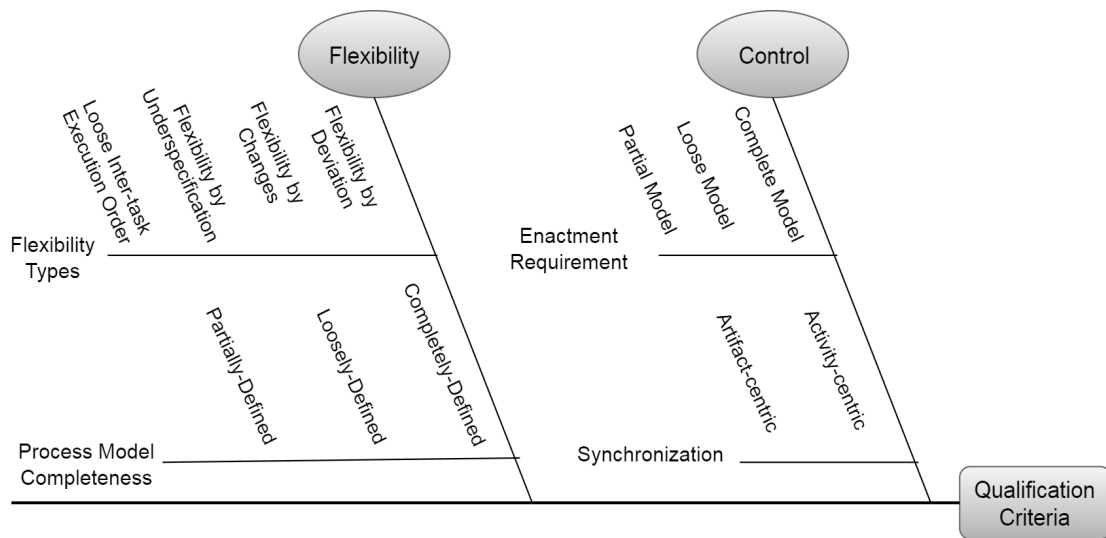 Flexibility
Control
Loose Inter-task
Execution Order
Flexibility by
Underspecification
Flexibility by
Changes
Flexibility by
Deviation
Partial Model
Loose Model
Complete Model
Flexibility
Types
Enactment
Requirement
Partially-Defined
Loosely-Defined
Completely-Defined
Artifact-centric
Activity-centric
Process Model
Completeness
Synchronization
Qualification
Criteria